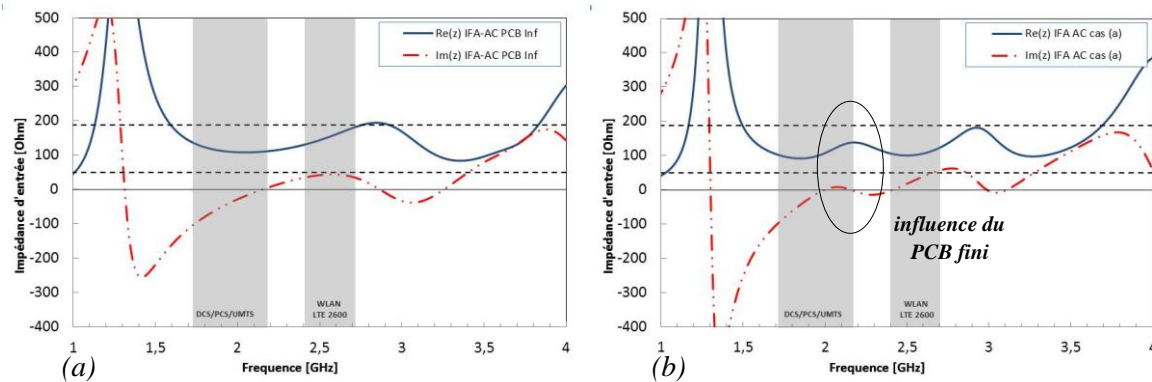 500
400
300
200
100
0
-100
-200
-300
-400
Impédance d'entrée [Ohm]
Re(z) IFA-AC PCB Inf
Im(z) IFA-AC PCB Inf
DCS/PCS/UMTS
WLAN
LTE 2600
1 1,5 2 2,5 3 3,5 4
Frequence [GHz]
(a)
500
400
300
200
100
0
-100
-200
-300
-400
Impédance d'entrée [Ohm]
Re(z) IFA AC cas (a)
Im(z) IFA AC cas (a)
influence du
PCB fini
DCS/PCS/UMTS
WLAN
LTE 2600
1 1,5 2 2,5 3 3,5 4
Frequence [GHz]
(b)